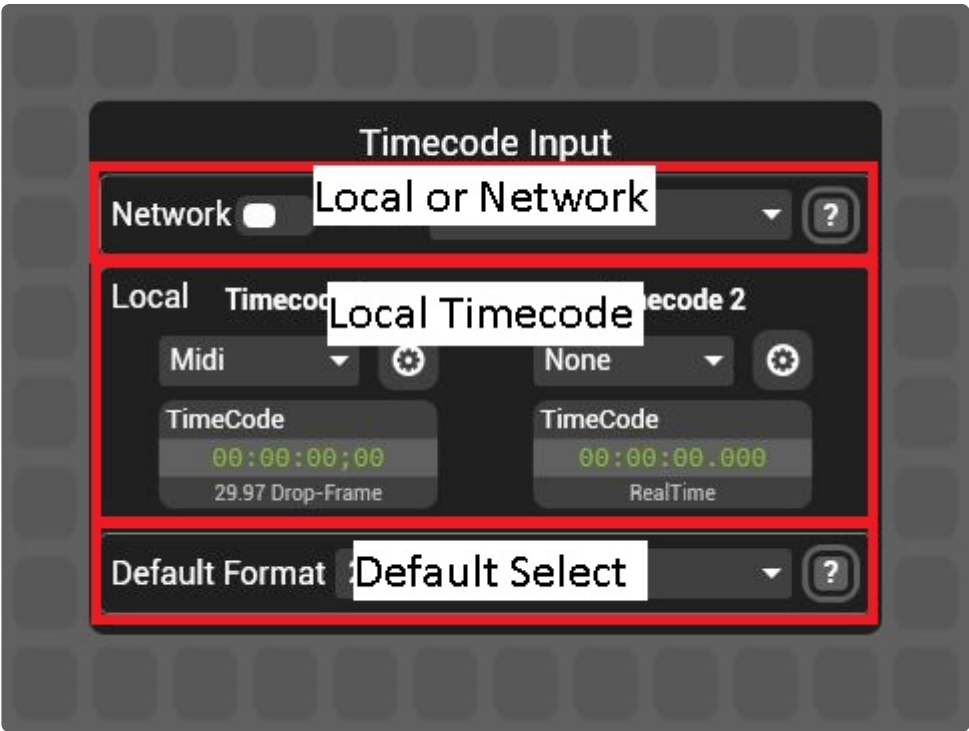 Timecode Input
Network Local or Network ?
Local
Local Timecode
Midi None
TimeCode TimeCode
00:00:00;00 00:00:00.000
29.97 Drop-Frame RealTime
Default Format Default Select ?